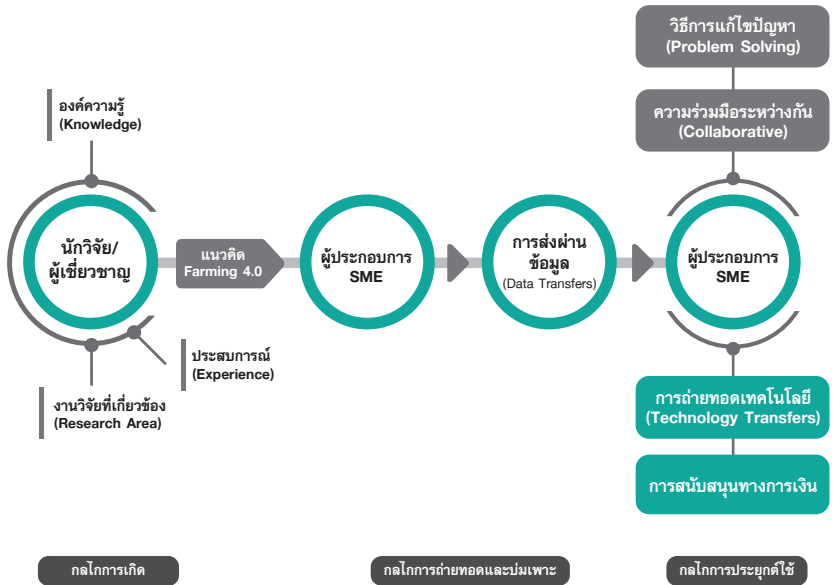 วิธีการแก้ไขปัญหา
(Problem Solving)
ความร่วมมือระหว่างกัน
(Collaborative)
องค์ความรู้
(Knowledge)
นักวิจัย/
ผู้เชี่ยวชาญ
แนวคิด
Farming 4.0
ผู้ประกอบการ
SME
การส่งผ่าน
ข้อมูล
(Data Transfers)
ผู้ประกอบการ
SME
ประสบการณ์
(Experience)
งานวิจัยที่เกี่ยวข้อง
(Research Area)
การถ่ายทอดเทคโนโลยี
(Technology Transfers)
การสนับสนุนทางการเงิน
กลไกการเกิด
กลไกการถ่ายทอดและบ่มเพาะ
กลไกการประยุกต์ใช้